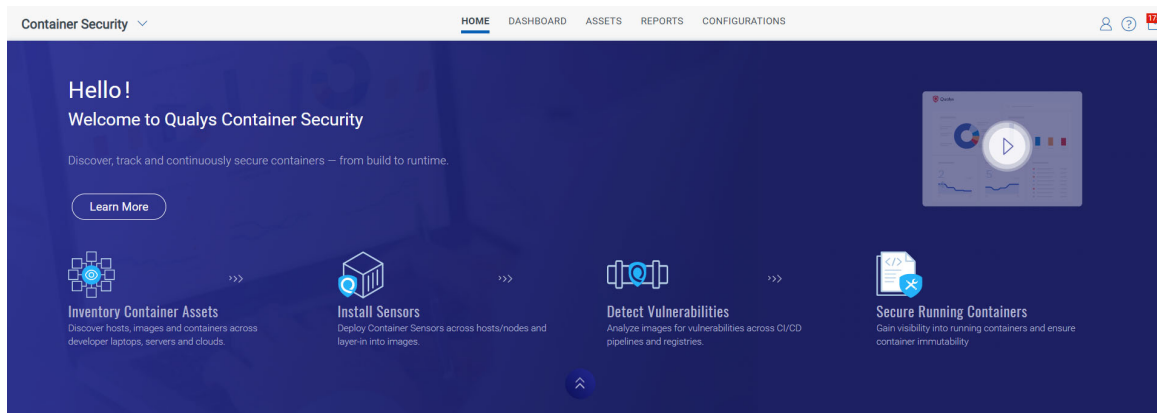 Container Security
HOME DASHBOARD ASSETS REPORTS CONFIGURATIONS
17
Hello!
Welcome to Qualys Container Security
Discover, track and continuously secure containers — from build to runtime.
Learn More
Qualys
2
5
>>>
>>>
>>>
</>
Inventory Container Assets
Discover hosts, images and containers across
developer laptops, servers and clouds.
Install Sensors
Deploy Container Sensors across hosts/nodes and
layer-in into images.
Detect Vulnerabilities
Analyze images for vulnerabilities across CI/CD
pipelines and registries.
Secure Running Containers
Gain visibility into running containers and ensure
container immutability